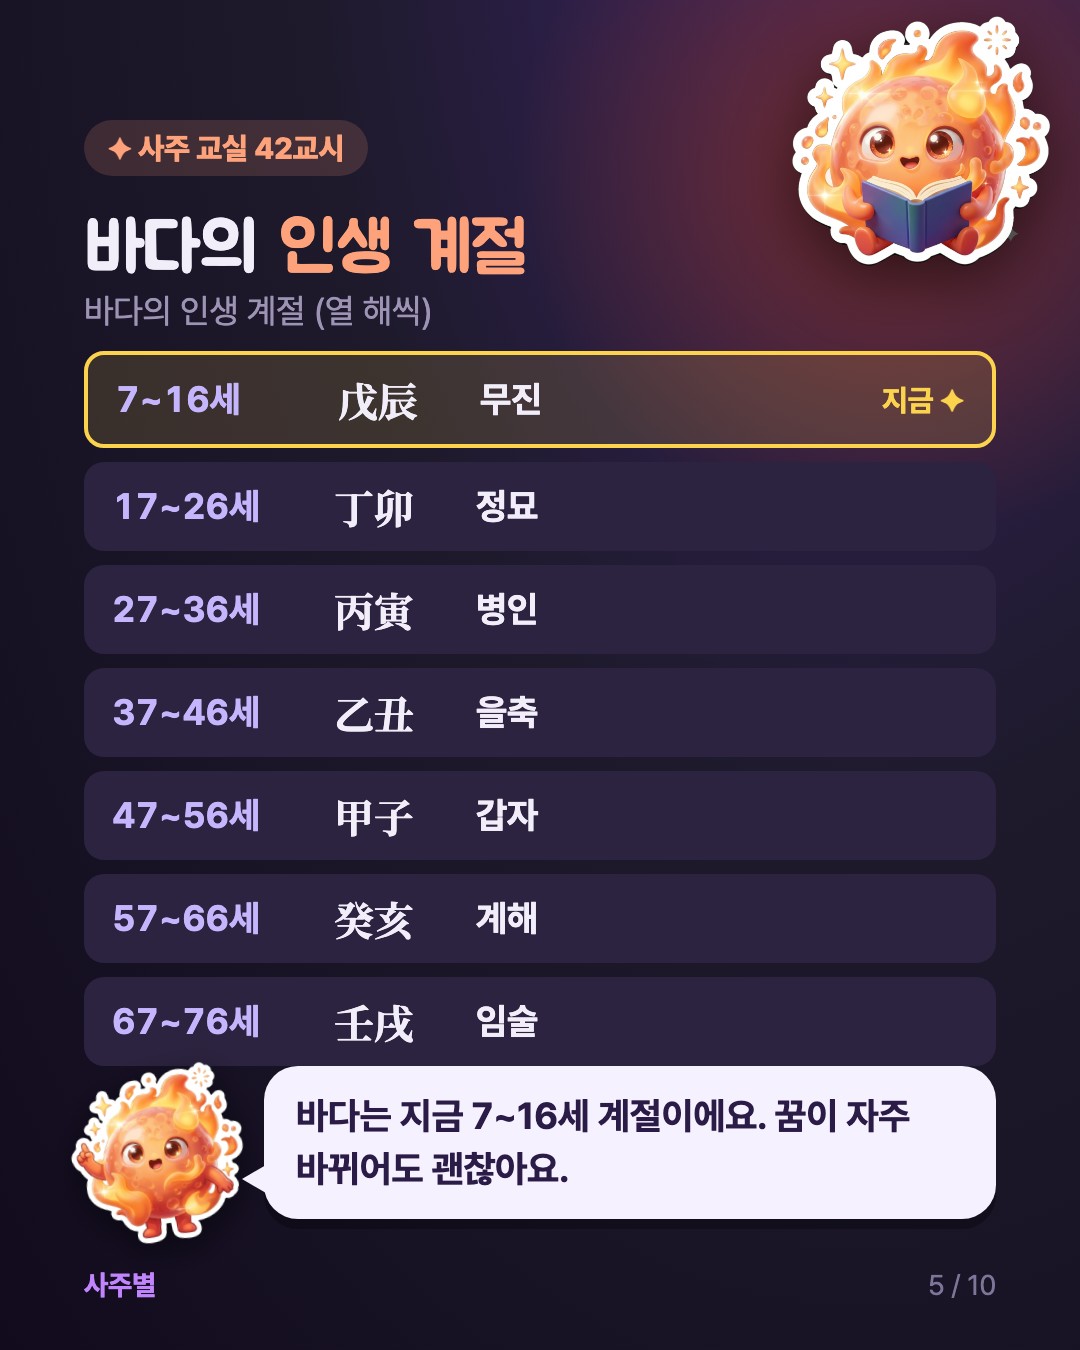 ✦ 사주 교실 42교시
바다의 인생 계절
바다의 인생 계절 (열 해씩)
7~16세 戊辰 무진 지금 ✦
17~26세 丁卯 정묘
27~36세 丙寅 병인
37~46세 乙丑 을축
47~56세 甲子 갑자
57~66세 癸亥 계해
67~76세 壬戌 임술
바다는 지금 7~16세 계절이에요. 꿈이 자주
바뀌어도 괜찮아요.
사주별
5 / 10